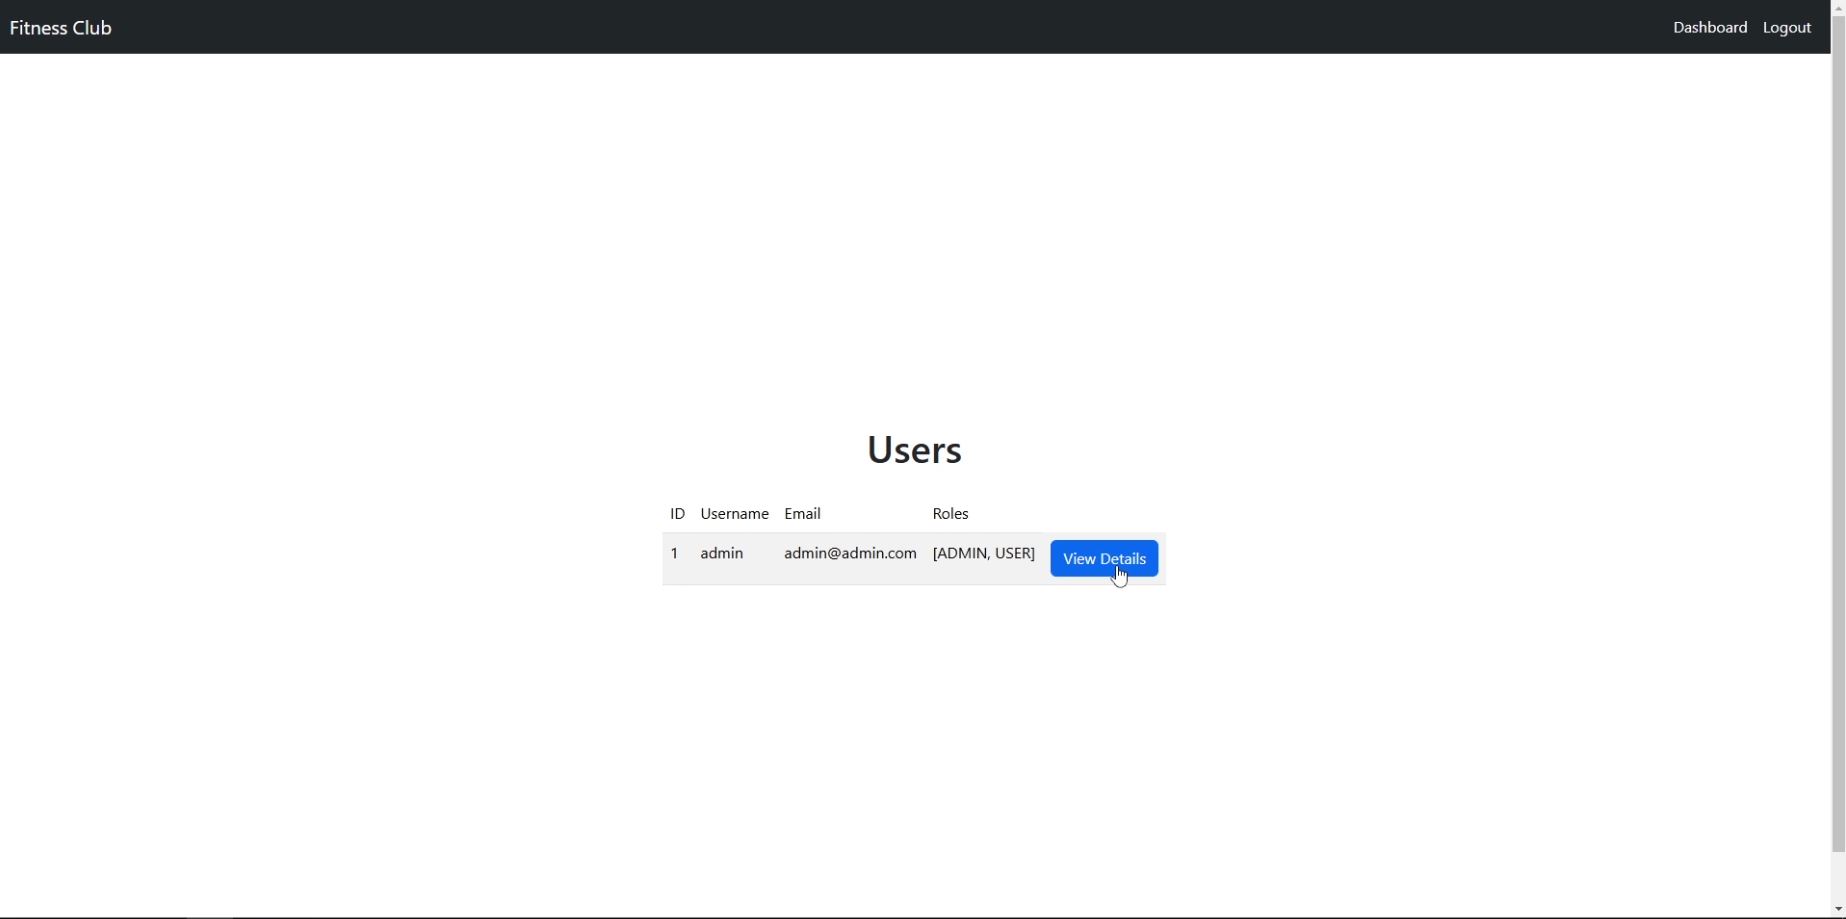 Fitness Club
Dashboard Logout
Users
ID Username Email Roles
1 admin admin@admin.com [ADMIN, USER] View Details